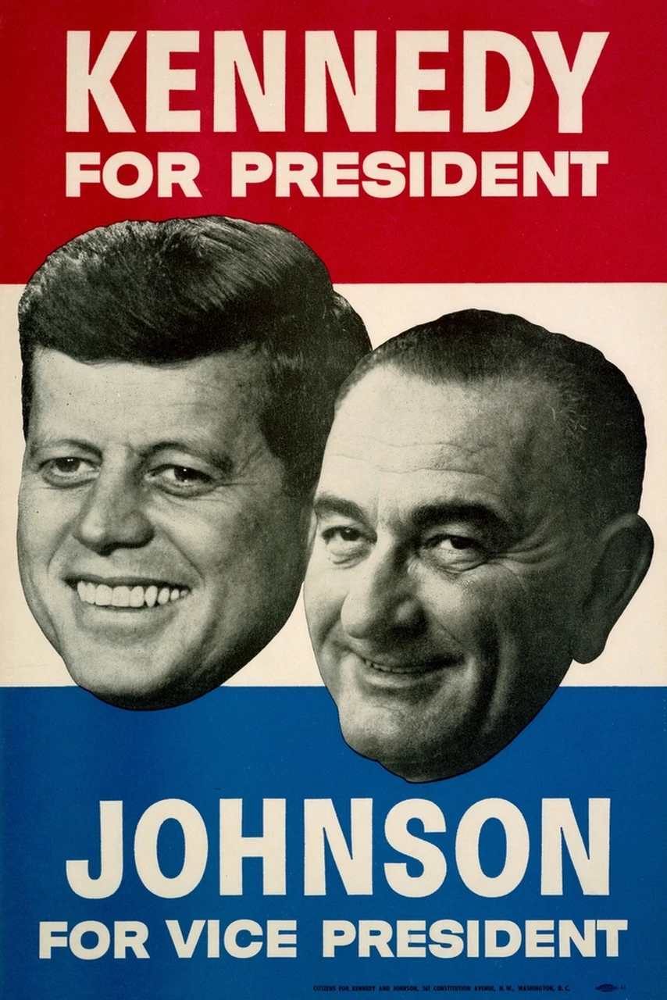 KENNEDY
FOR PRESIDENT
JOHNSON
FOR VICE PRESIDENT
CITIZENS FOR KENNEDY AND JOHNSON, 261 CONSTITUTION AVENUE, N. W., WASHINGTON, D. C.